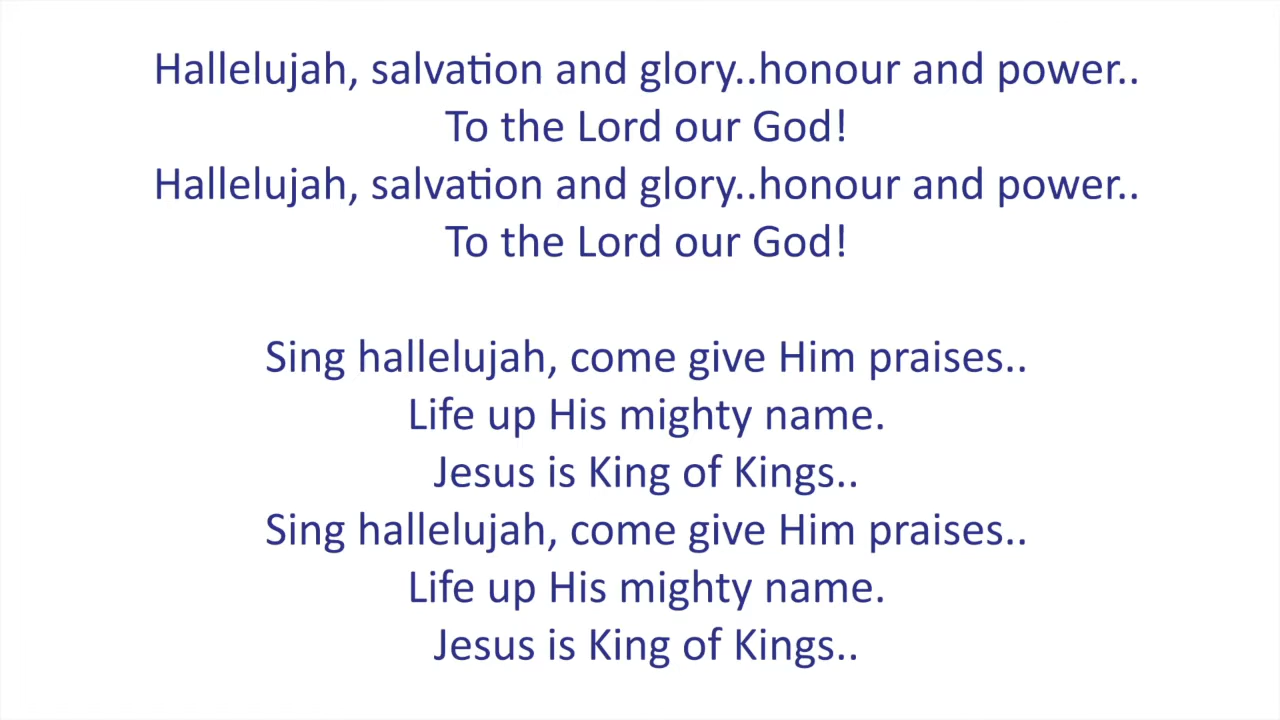 Hallelujah, salvation and glory..honour and power..
To the Lord our God!
Hallelujah, salvation and glory..honour and power..
To the Lord our God!
Sing hallelujah, come give Him praises..
Life up His mighty name.
Jesus is King of Kings..
Sing hallelujah, come give Him praises..
Life up His mighty name.
Jesus is King of Kings..